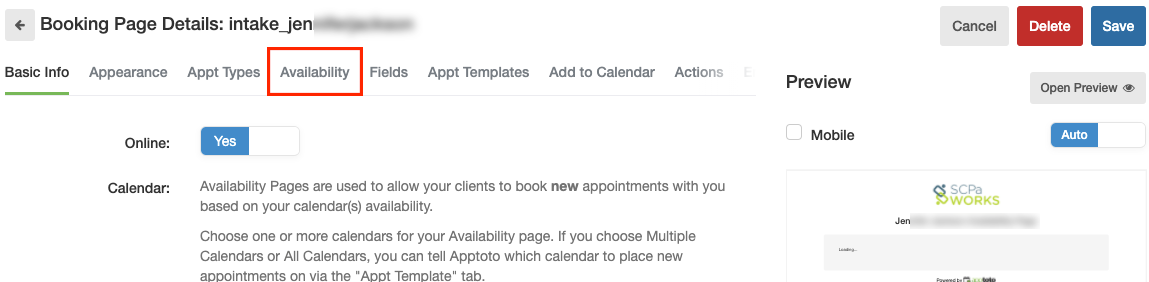 Booking Page Details: intake_jen
Cancel Delete Save
Basic Info Appearance Appt Types Availability Fields Appt Templates Add to Calendar Actions
Preview
Open Preview
Online: Yes
Mobile
Auto
Calendar: Availability Pages are used to allow your clients to book new appointments with you
based on your calendar(s) availability.
Choose one or more calendars for your Availability page. If you choose Multiple
Calendars or All Calendars, you can tell Apptoto which calendar to place new
appointments on via the "Appt Template" tab.
SCPa
WORKS
Jen
Loading...
Powered by apptoto